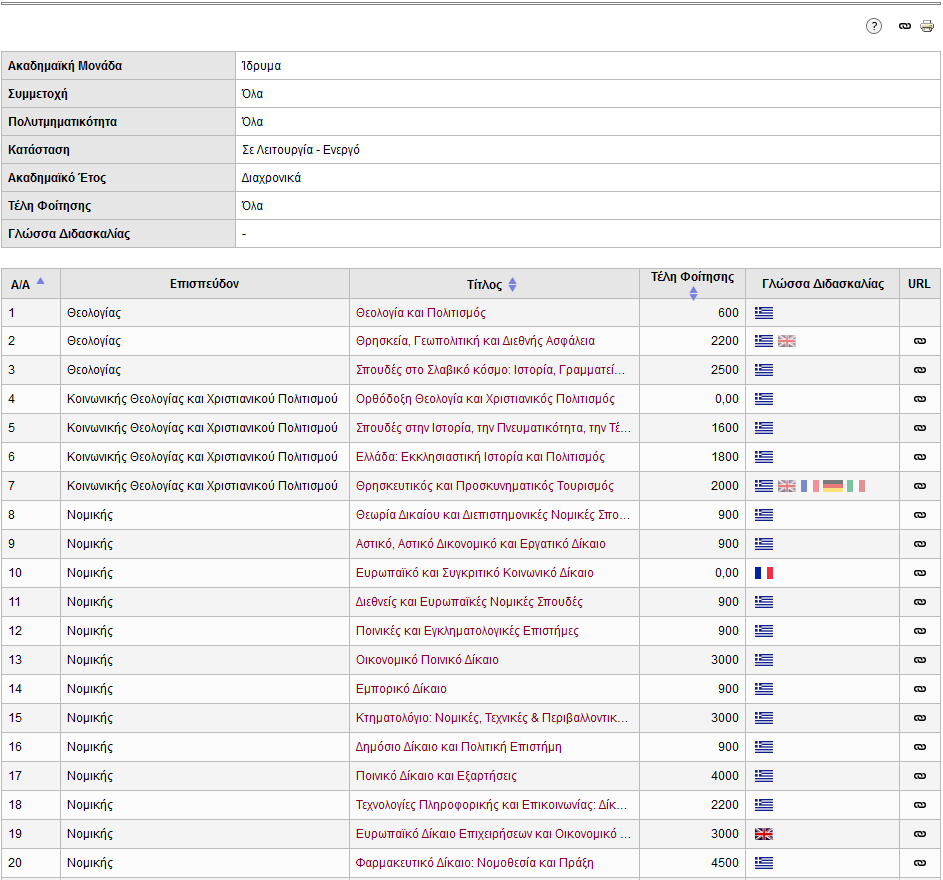 ?
Ακαδημαϊκή Μονάδα Ίδρυμα
Συμμετοχή Όλα
Πολυτμηματικότητα Όλα
Κατάσταση Σε Λειτουργία - Ενεργό
Ακαδημαϊκό Έτος Διαχρονικά
Τέλη Φοίτησης Όλα
Γλώσσα Διδασκαλίας -
Α/Α Επισπεύδον Τίτλος Τέλη Φοίτησης Γλώσσα Διδασκαλίας URL
1 Θεολογίας Θεολογία και Πολιτισμός 600
2 Θεολογίας Θρησκεία, Γεωπολιτική και Διεθνής Ασφάλεια 2200
3 Θεολογίας Σπουδές στο Σλαβικό κόσμο: Ιστορία, Γραμματεί... 2500
4 Κοινωνικής Θεολογίας και Χριστιανικού Πολιτισμού Ορθόδοξη Θεολογία και Χριστιανικός Πολιτισμός 0,00
5 Κοινωνικής Θεολογίας και Χριστιανικού Πολιτισμού Σπουδές στην Ιστορία, την Πνευματικότητα, την Τέ... 1600
6 Κοινωνικής Θεολογίας και Χριστιανικού Πολιτισμού Ελλάδα: Εκκλησιαστική Ιστορία και Πολιτισμός 1800
7 Κοινωνικής Θεολογίας και Χριστιανικού Πολιτισμού Θρησκευτικός και Προσκυνηματικός Τουρισμός 2000
8 Νομικής Θεωρία Δικαίου και Διεπιστημονικές Νομικές Σπο... 900
9 Νομικής Αστικό, Αστικό Δικονομικό και Εργατικό Δίκαιο 900
10 Νομικής Ευρωπαϊκό και Συγκριτικό Κοινωνικό Δίκαιο 0,00
11 Νομικής Διεθνείς και Ευρωπαϊκές Νομικές Σπουδές 900
12 Νομικής Ποινικές και Εγκληματολογικές Επιστήμες 900
13 Νομικής Οικονομικό Ποινικό Δίκαιο 3000
14 Νομικής Εμπορικό Δίκαιο 900
15 Νομικής Κτηματολόγιο: Νομικές, Τεχνικές & Περιβαλλοντικ... 3000
16 Νομικής Δημόσιο Δίκαιο και Πολιτική Επιστήμη 900
17 Νομικής Ποινικό Δίκαιο και Εξαρτήσεις 4000
18 Νομικής Τεχνολογίες Πληροφορικής και Επικοινωνίας: Δίκ... 2200
19 Νομικής Ευρωπαϊκό Δίκαιο Επιχειρήσεων και Οικονομικό ... 3000
20 Νομικής Φαρμακευτικό Δίκαιο: Νομοθεσία και Πράξη 4500